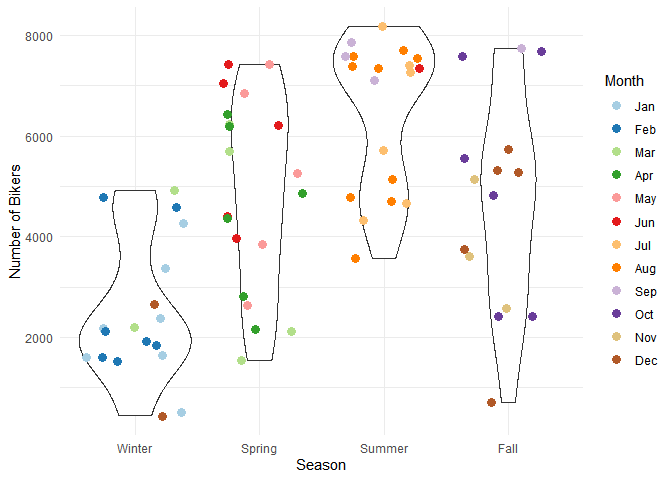 8000
6000
4000
2000
Number of Bikers
Winter
Spring
Summer
Fall
Season
Month
Jan
Feb
Mar
Apr
May
Jun
Jul
Aug
Sep
Oct
Nov
Dec